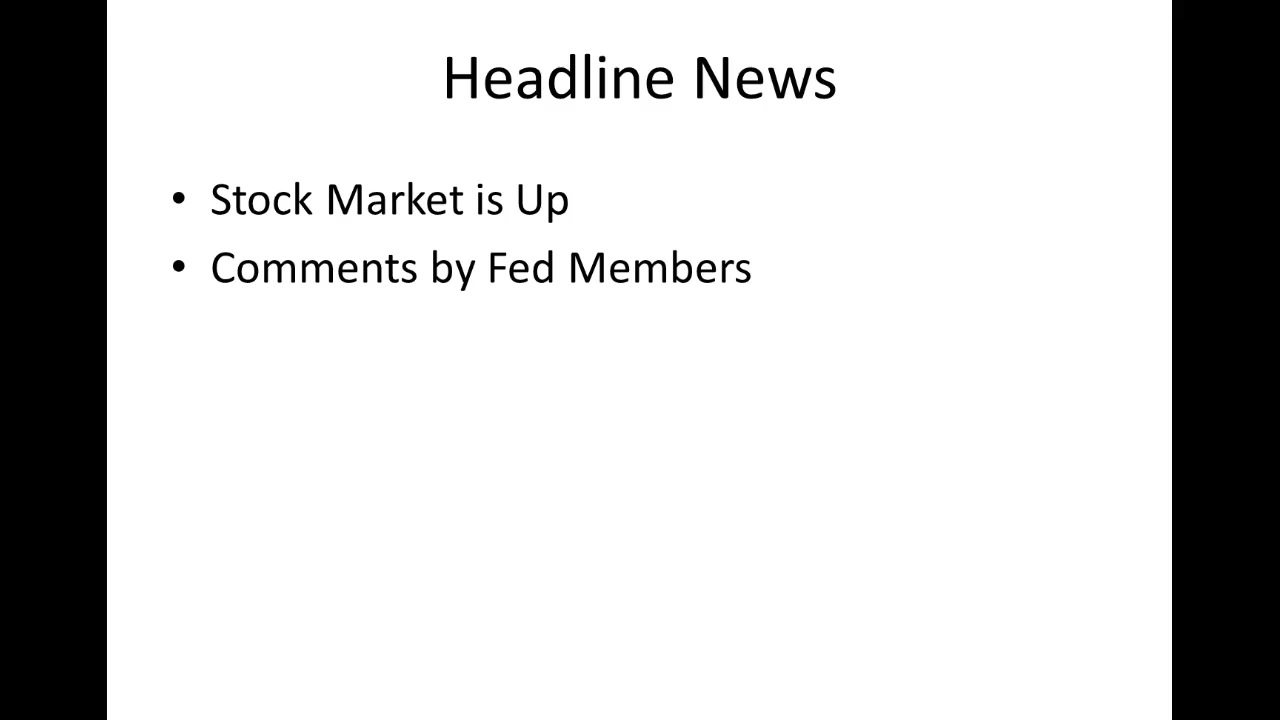 Headline News
• Stock Market is Up
• Comments by Fed Members